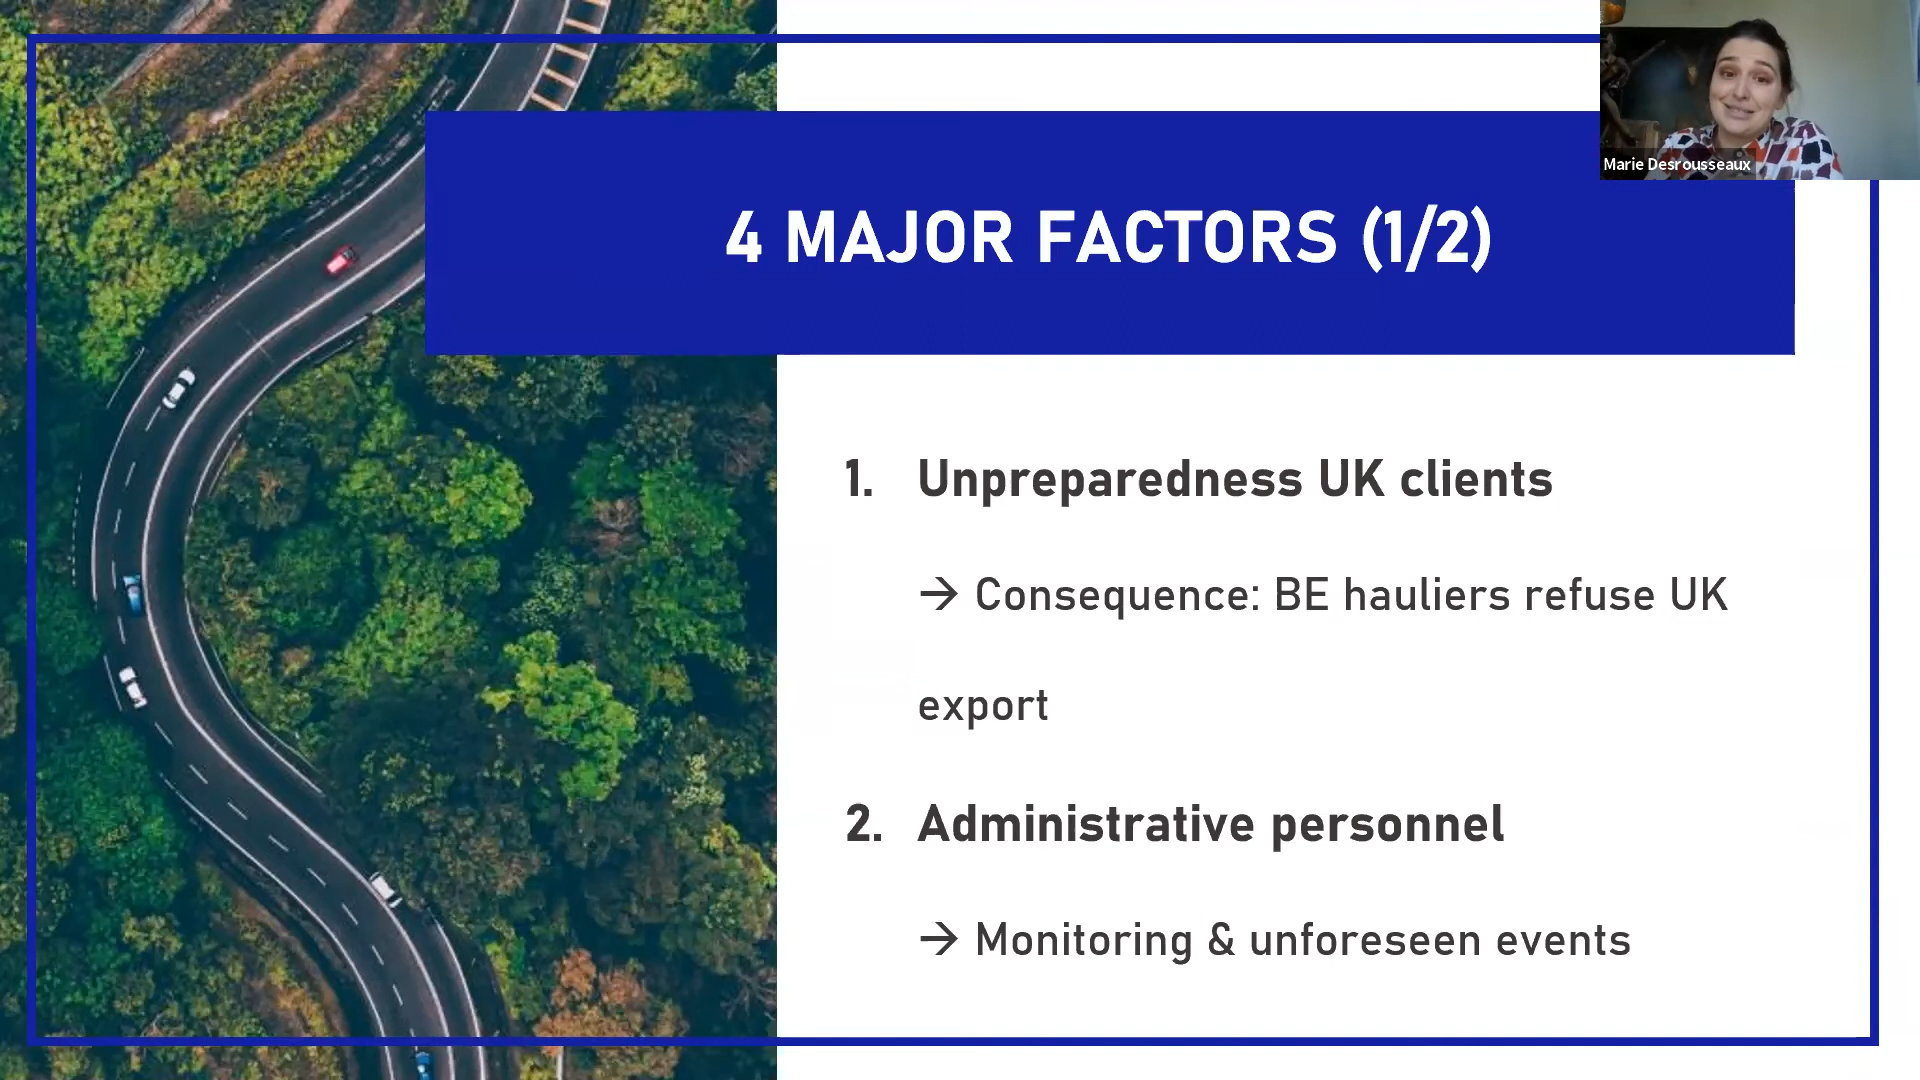 Marie Desrousseaux
4 MAJOR FACTORS (1/2)
1. Unpreparedness UK clients
→ Consequence: BE hauliers refuse UK
export
2. Administrative personnel
→ Monitoring & unforeseen events